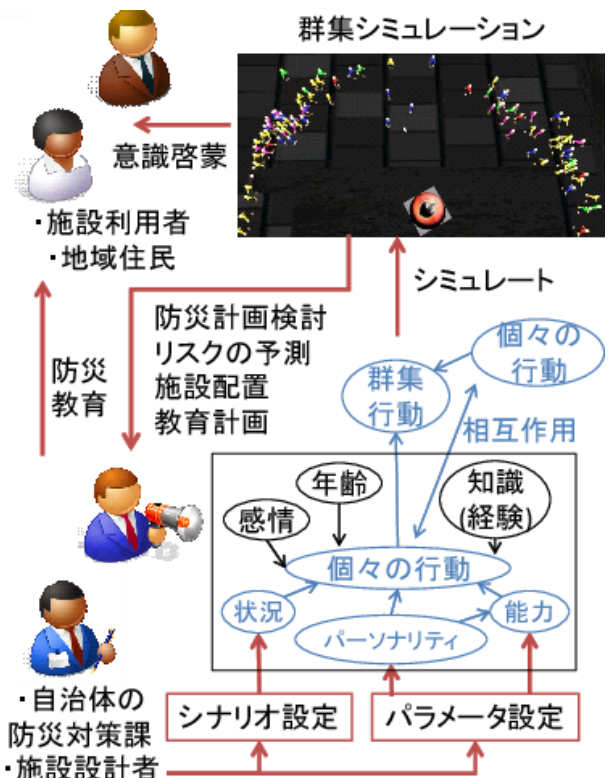 群集シミュレーション
意識啓蒙
・施設利用者
・地域住民
シミュレート
防災計画検討
リスクの予測
施設配置
教育計画
防災
教育
個々の
行動
群集
行動
相互作用
年齢
知識
(経験)
感情
個々の行動
状況
能力
パーソナリティ
・自治体の
防災対策課
・施設設計者
シナリオ設定
パラメータ設定